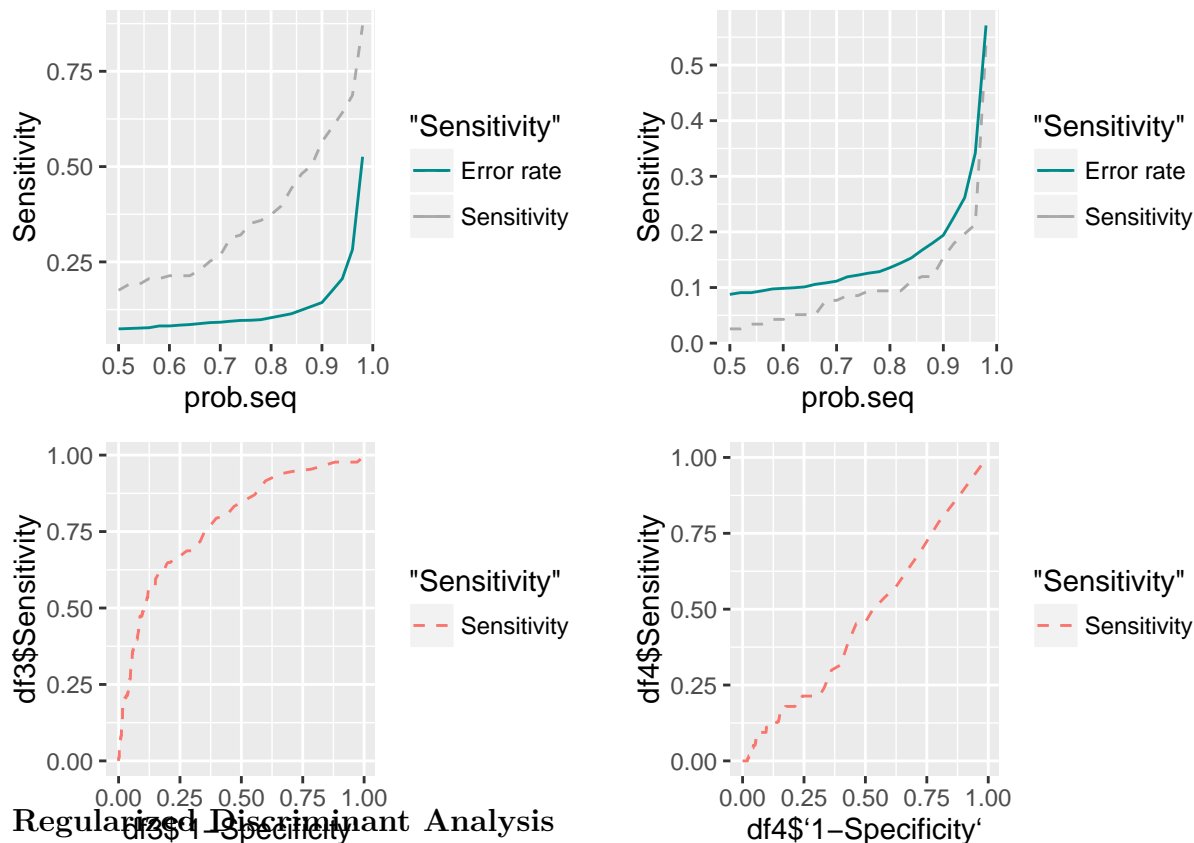 Sensitivity
0.75
0.50
0.25
0.5 0.6 0.7 0.8 0.9 1.0
prob.seq
"Sensitivity"
Error rate
Sensitivity
Sensitivity
0.5
0.4
0.3
0.2
0.1
0.0
0.5 0.6 0.7 0.8 0.9 1.0
prob.seq
"Sensitivity"
Error rate
Sensitivity
df3$Sensitivity
1.00
0.75
0.50
0.25
0.00
0.00 0.25 0.50 0.75 1.00
df3$‘1−Specificity‘
"Sensitivity"
Sensitivity
df4$Sensitivity
1.00
0.75
0.50
0.25
0.00
0.00 0.25 0.50 0.75 1.00
df4$‘1−Specificity‘
"Sensitivity"
Sensitivity
Regularized Discriminant Analysis